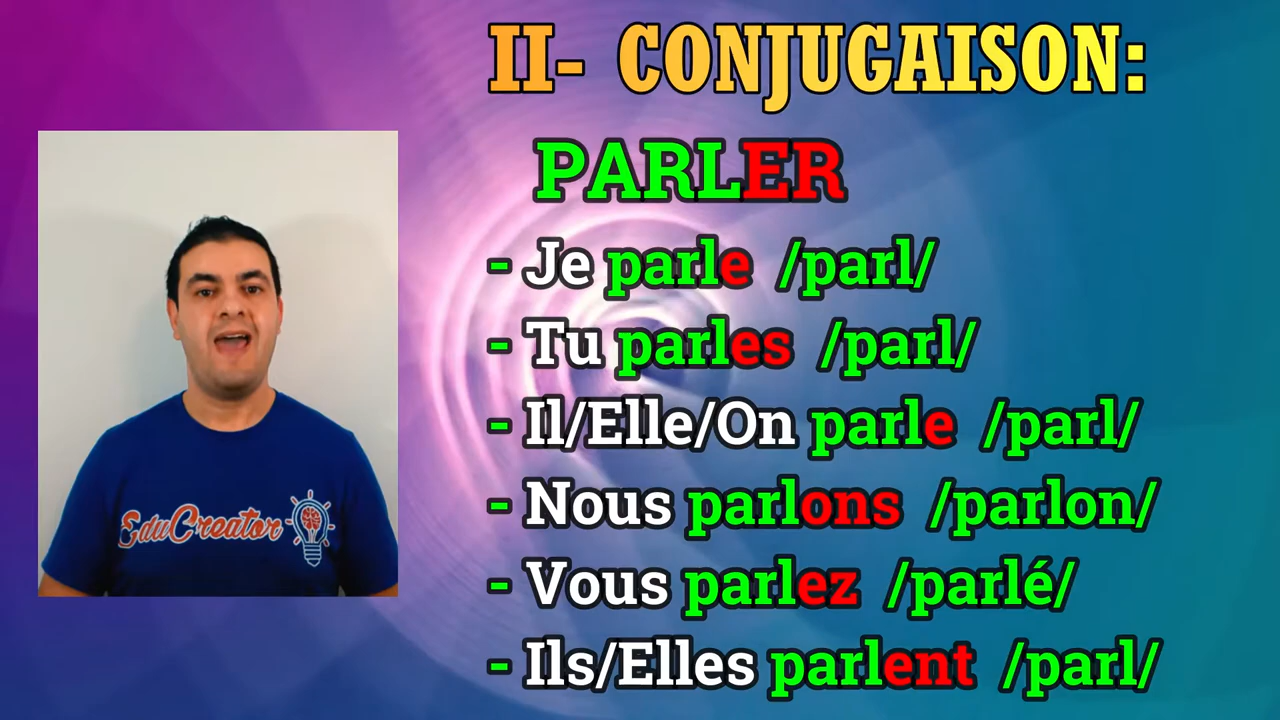 II- CONJUGAISON:
PARLER
- Je parle /parl/
- Tu parles /parl/
- Il/Elle/On parle /parl/
- Nous parlons /parlon/
- Vous parlez /parlé/
- Ils/Elles parlent /parl/
EduCreator